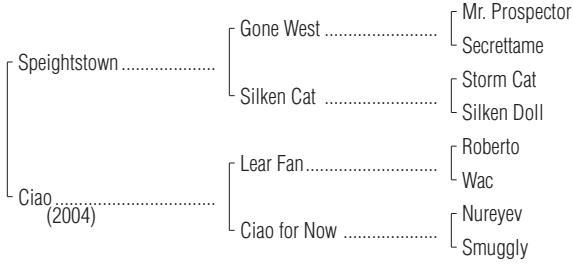 Mr. Prospector
Gone West ........................
Secrettame
Speightstown ....................
Storm Cat
Silken Cat ........................
Silken Doll
Roberto
Lear Fan............................
Wac
Ciao..................................
(2004)
Nureyev
Ciao for Now ....................
Smuggly